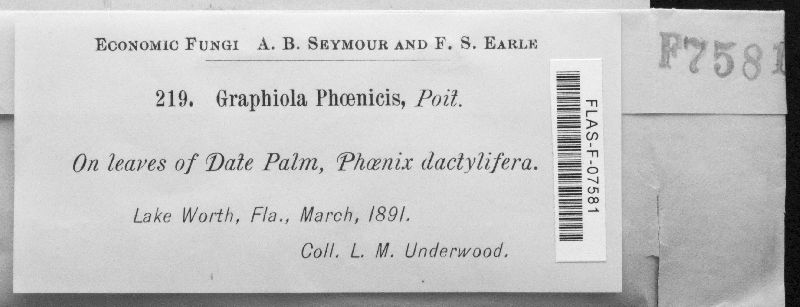 ECONOMIC FUNGI A. B. SEYMOUR AND F. S. EARLE
219. Graphiola Phœnicis, Poit.
On leaves of Date Palm, Phœnix dactylifera.
Lake Worth, Fla., March, 1891.
Coll. L. M. Underwood.
FLAS-F-07581
F7581